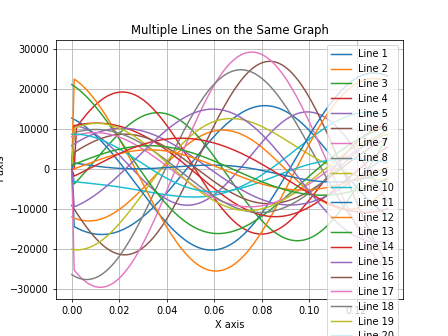 Multiple Lines on the Same Graph
30000
20000
10000
0
−10000
−20000
−30000
0.00
0.02
0.04
0.06
0.08
0.10
X axis
Line 1
Line 2
Line 3
Line 4
Line 5
Line 6
Line 7
Line 8
Line 9
Line 10
Line 11
Line 12
Line 13
Line 14
Line 15
Line 16
Line 17
Line 18
Line 19
Line 20